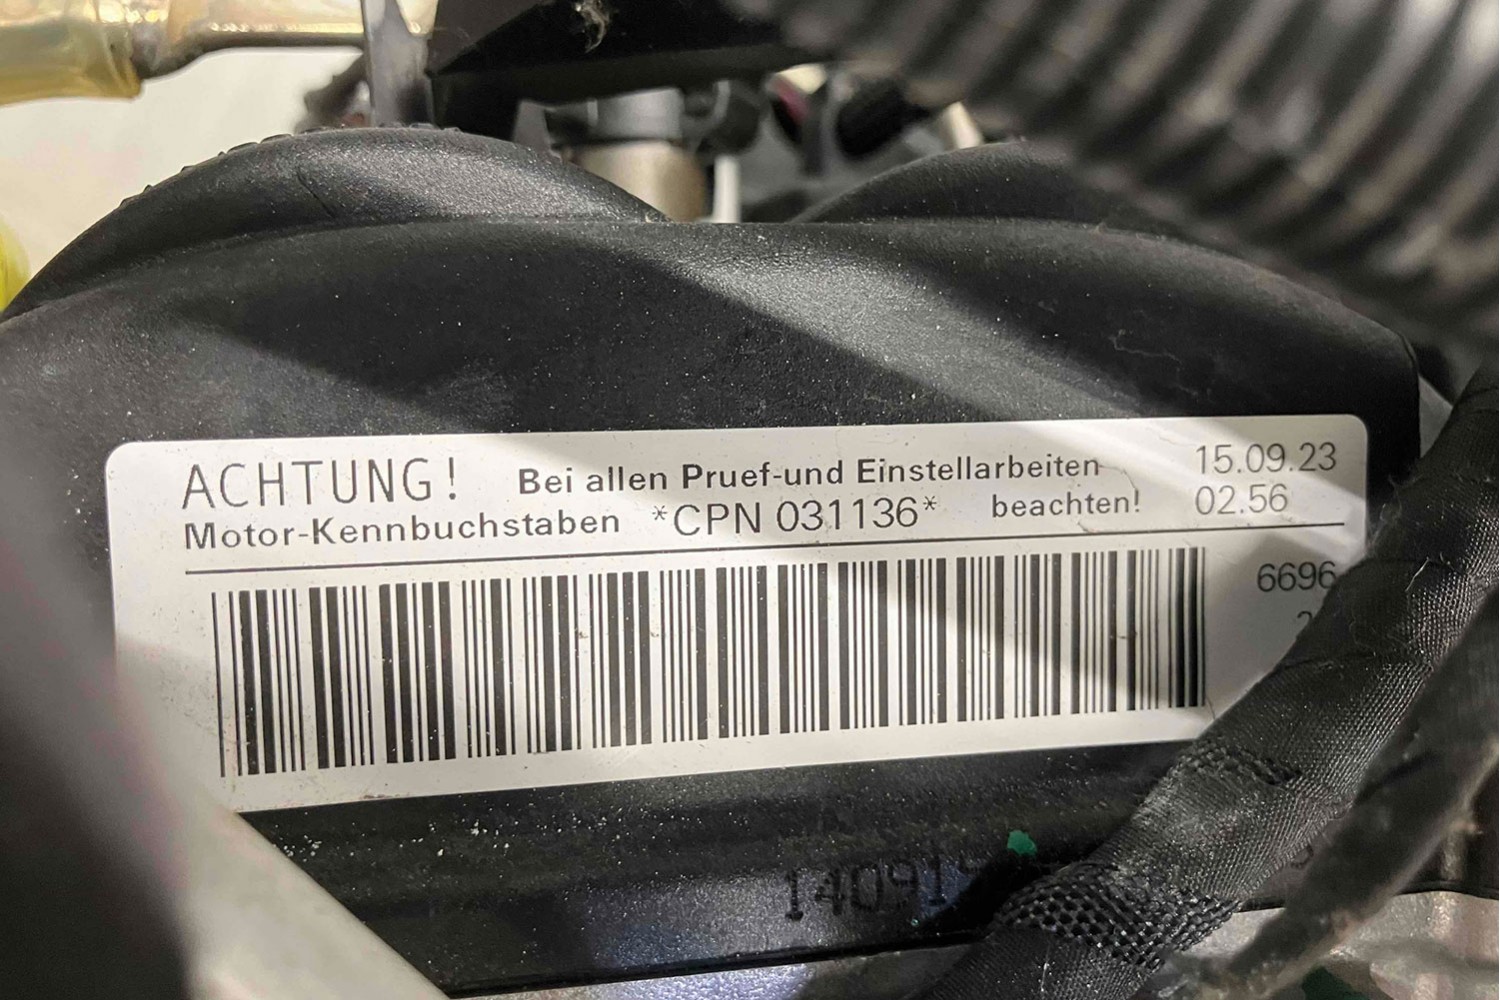 ACHTUNG! Bei allen Pruef-und Einstellarbeiten 15.09.23
Motor-Kennbuchstaben *CPN 031136* beachten! 02.56
6696